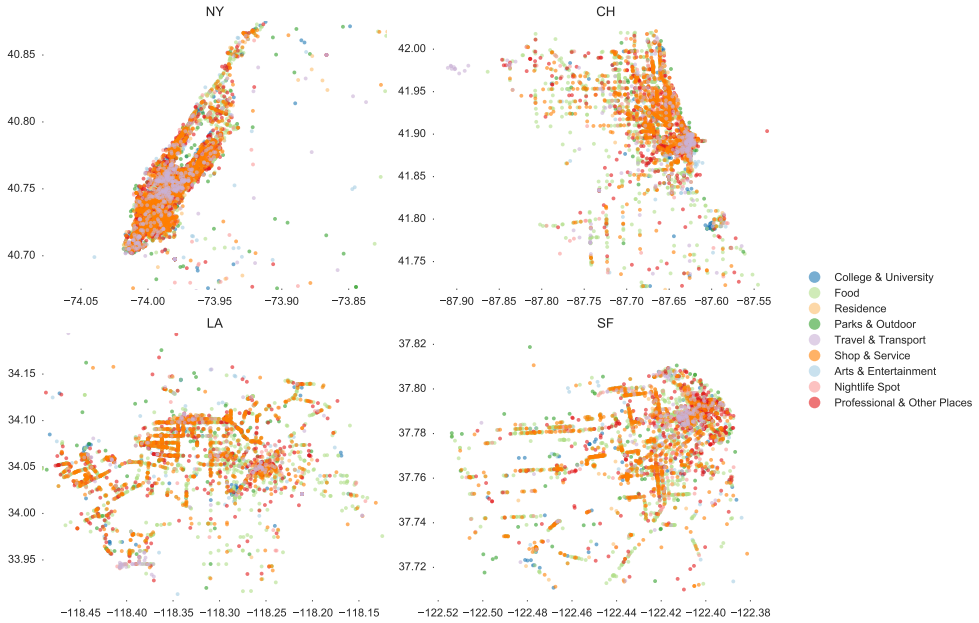 NY
40.85
40.80
40.75
40.70
−74.05 −74.00 −73.95 −73.90 −73.85
CH
42.00
41.95
41.90
41.85
41.80
41.75
−87.90 −87.85 −87.80 −87.75 −87.70 −87.65 −87.60 −87.55
LA
34.15
34.10
34.05
34.00
33.95
−118.45 −118.40 −118.35 −118.30 −118.25 −118.20 −118.15
SF
37.82
37.80
37.78
37.76
37.74
37.72
−122.52 −122.50 −122.48 −122.46 −122.44 −122.42 −122.40 −122.38
College & University
Food
Residence
Parks & Outdoor
Travel & Transport
Shop & Service
Arts & Entertainment
Nightlife Spot
Professional & Other Places